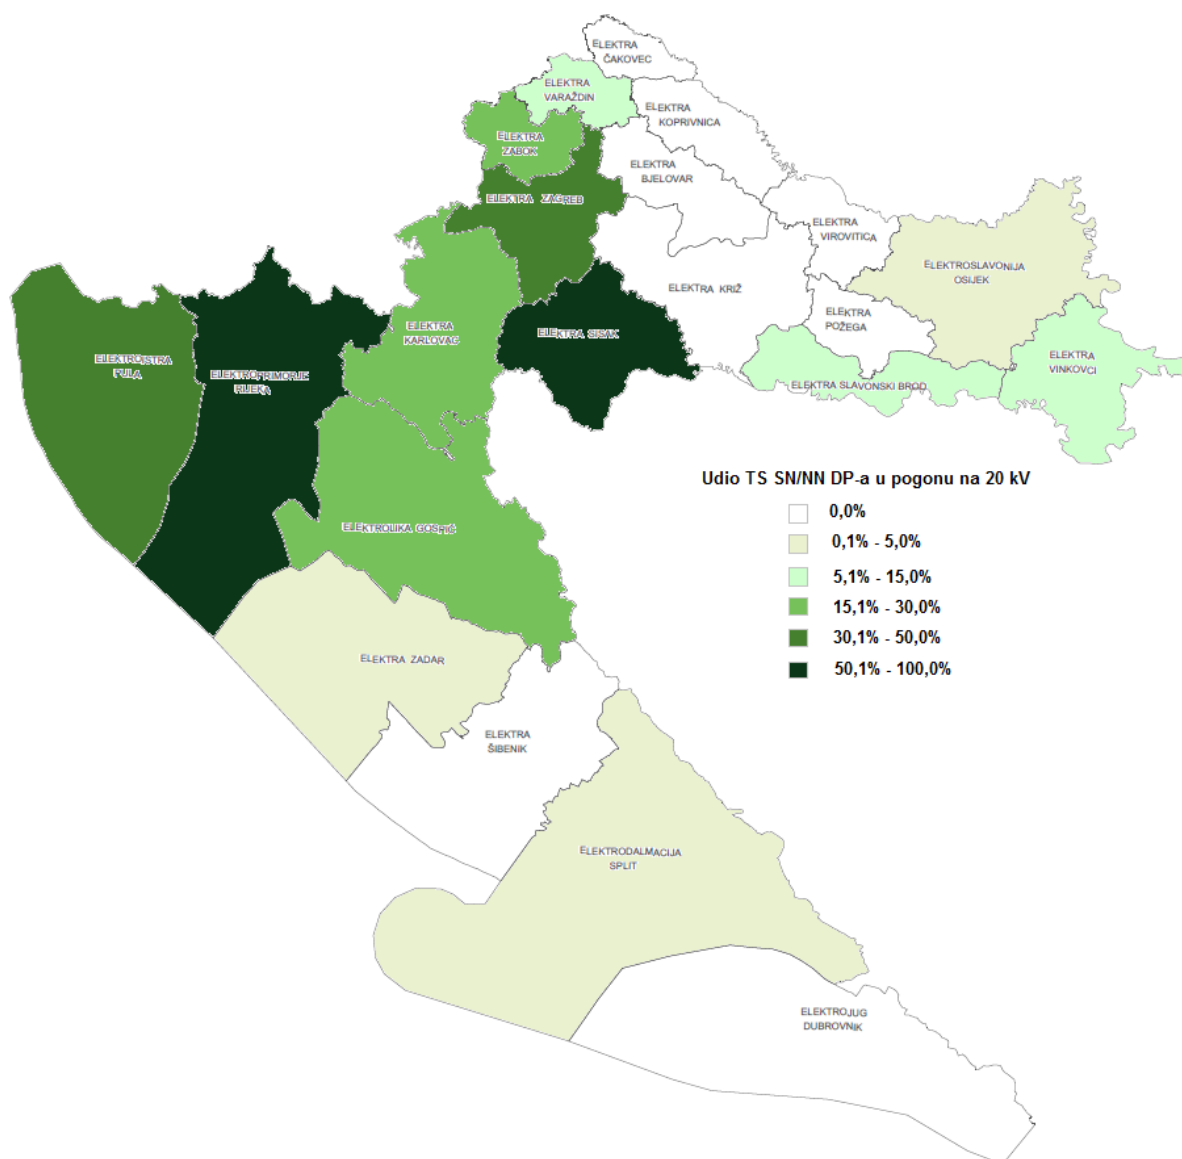 ELEKTRA
ČAKOVEC
ELEKTRA
VARAŽDIN
ELEKTRA
KOPRIVNICA
ELEKTRA
ZABOK
ELEKTRA
BJELOVAR
ELEKTRA ZAGREB
ELEKTRA
VIROVITICA
ELEKTROSLAVONIJA
OSIJEK
ELEKTRA KRIŽ
ELEKTRA
POŽEGA
ELEKTRA
KARLOVAC
ELEKTRA SISAK
ELEKTROISTRA
PULA
ELEKTROPRIMORJE
RIJEKA
ELEKTRA
VINKOVCI
ELEKTRA SLAVONSKI BROD
Udio TS SN/NN DP-a u pogonu na 20 kV
0,0%
0,1% - 5,0%
5,1% - 15,0%
15,1% - 30,0%
30,1% - 50,0%
50,1% - 100,0%
ELEKTROLIKA GOSPIĆ
ELEKTRA ZADAR
ELEKTRA
ŠIBENIK
ELEKTRODALMACIJA
SPLIT
ELEKTROJUG
DUBROVNIK